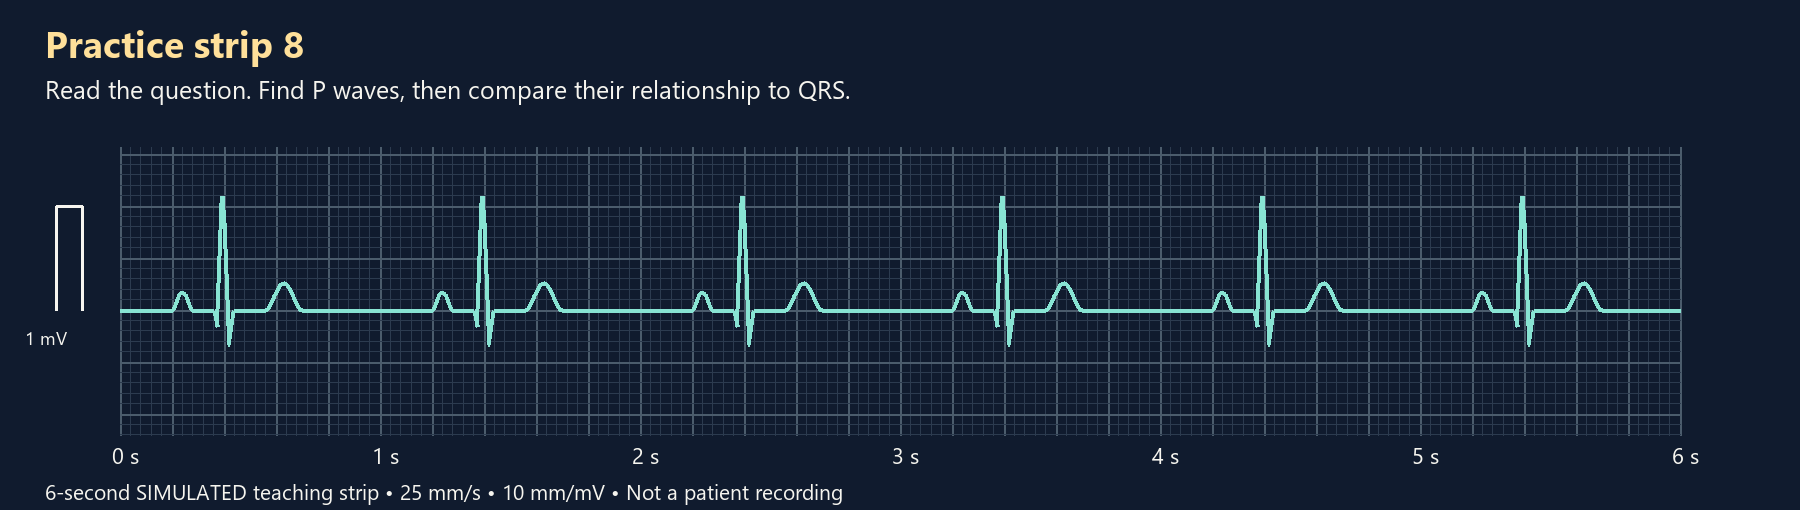 Practice strip 8
Read the question. Find P waves, then compare their relationship to QRS.
1 mV
0 s 1 s 2 s 3 s 4 s 5 s 6 s
6-second SIMULATED teaching strip • 25 mm/s • 10 mm/mV • Not a patient recording